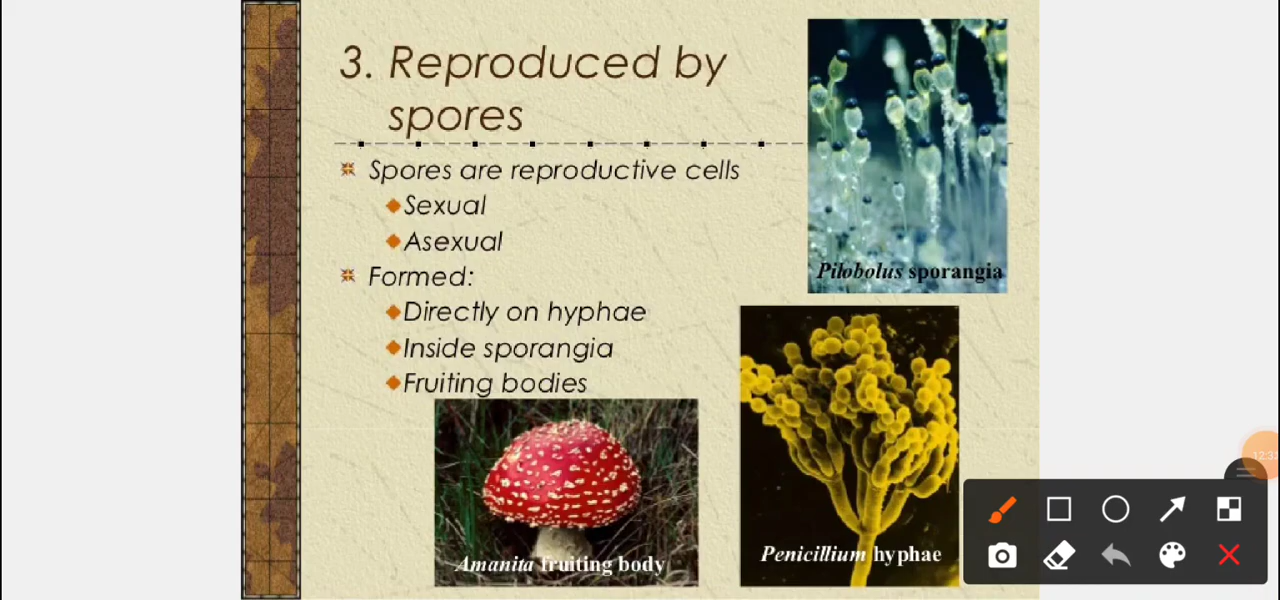 3. Reproduced by
spores
Spores are reproductive cells
Sexual
Asexual
Formed:
Directly on hyphae
Inside sporangia
Fruiting bodies
Pilobolus sporangia
Amanita fruiting body
Penicillium hyphae